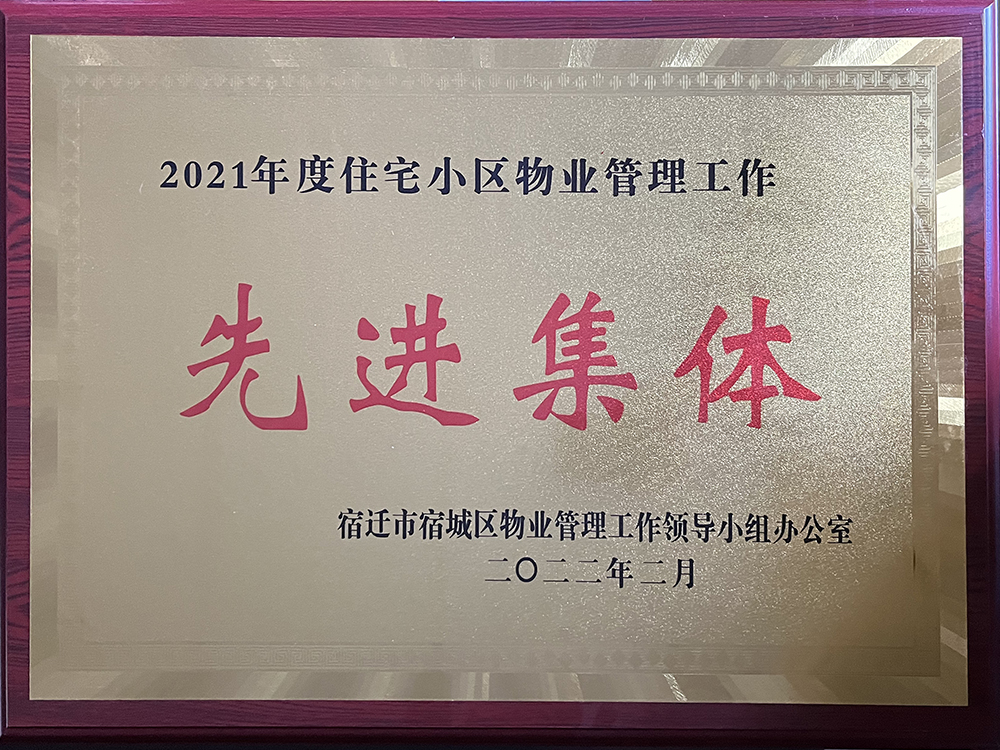 2021年度住宅小区物业管理工作
先进集体
宿迁市宿城区物业管理工作领导小组办公室
二〇二二年二月